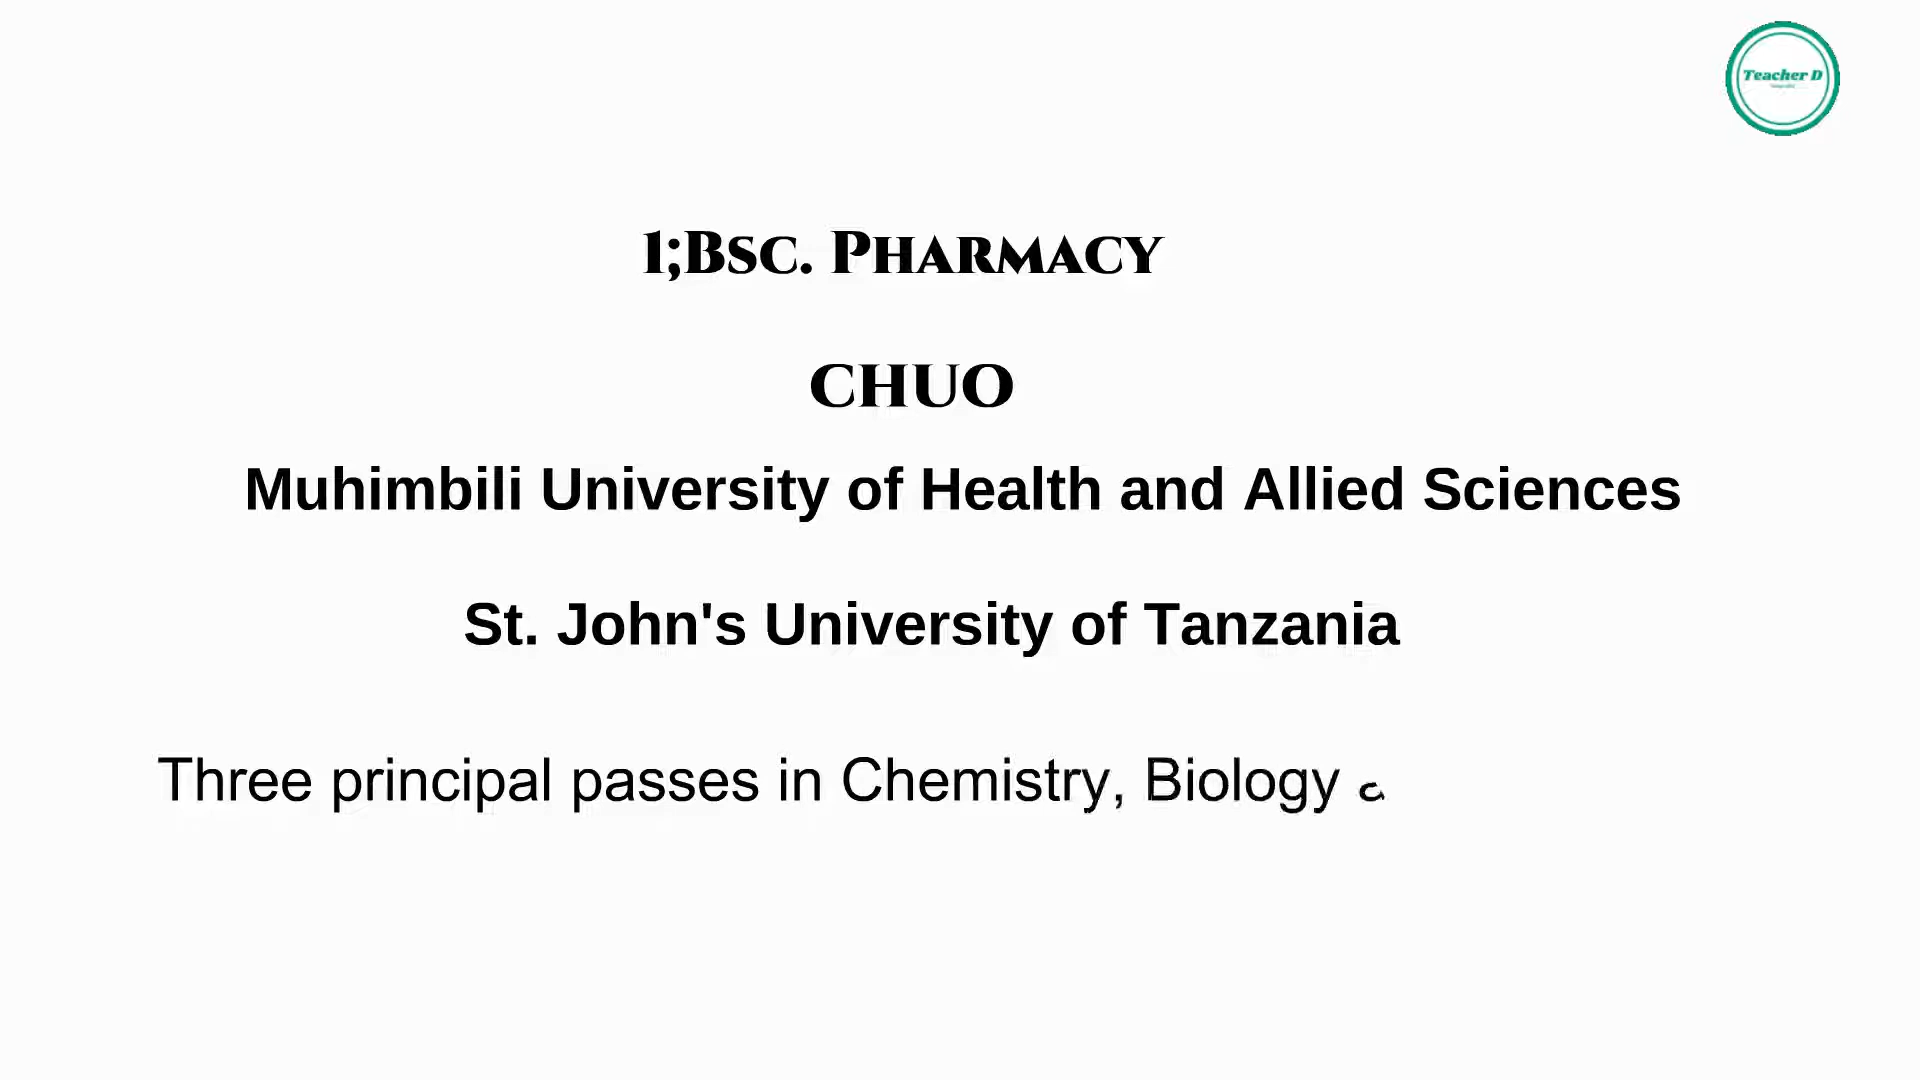 Teacher D
1;Bsc. Pharmacy
CHUO
Muhimbili University of Health and Allied Sciences
St. John's University of Tanzania
Three principal passes in Chemistry, Biology a